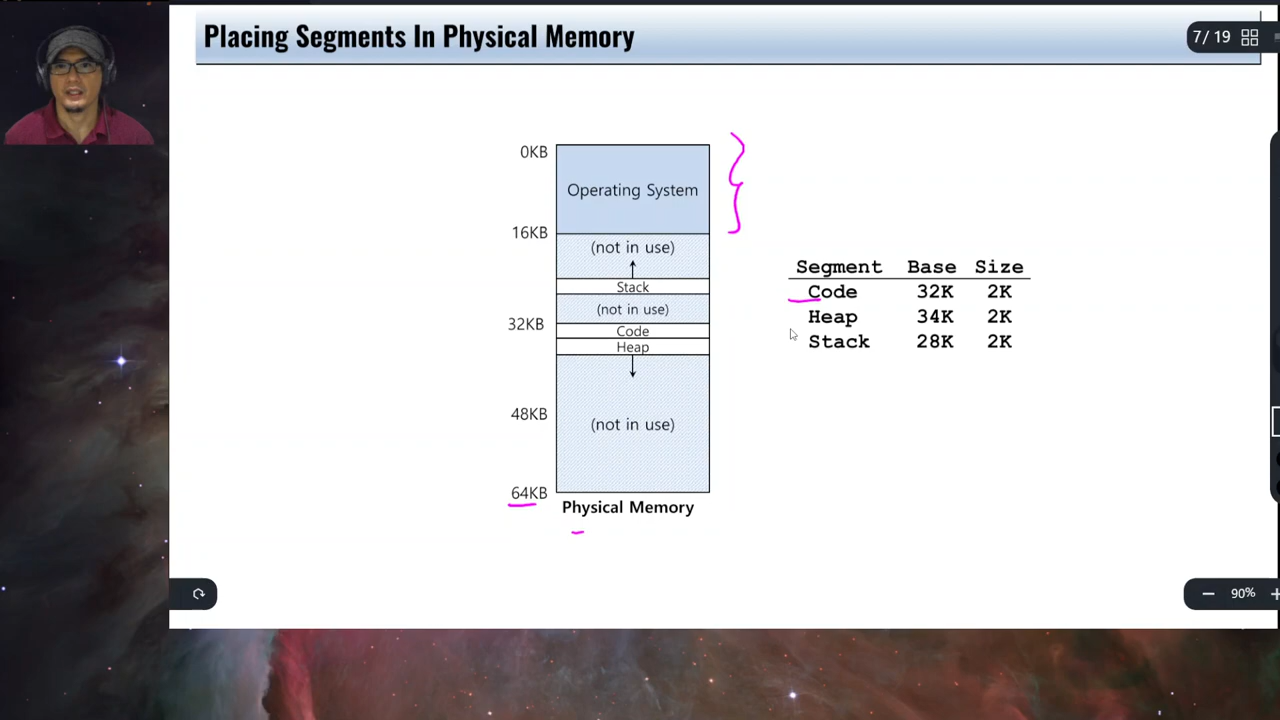 Placing Segments In Physical Memory
7/ 19
0KB
Operating System
16KB
(not in use)
Stack
(not in use)
32KB
Code
Heap
48KB
(not in use)
64KB
Physical Memory
Segment Base Size
Code 32K 2K
Heap 34K 2K
Stack 28K 2K
90%